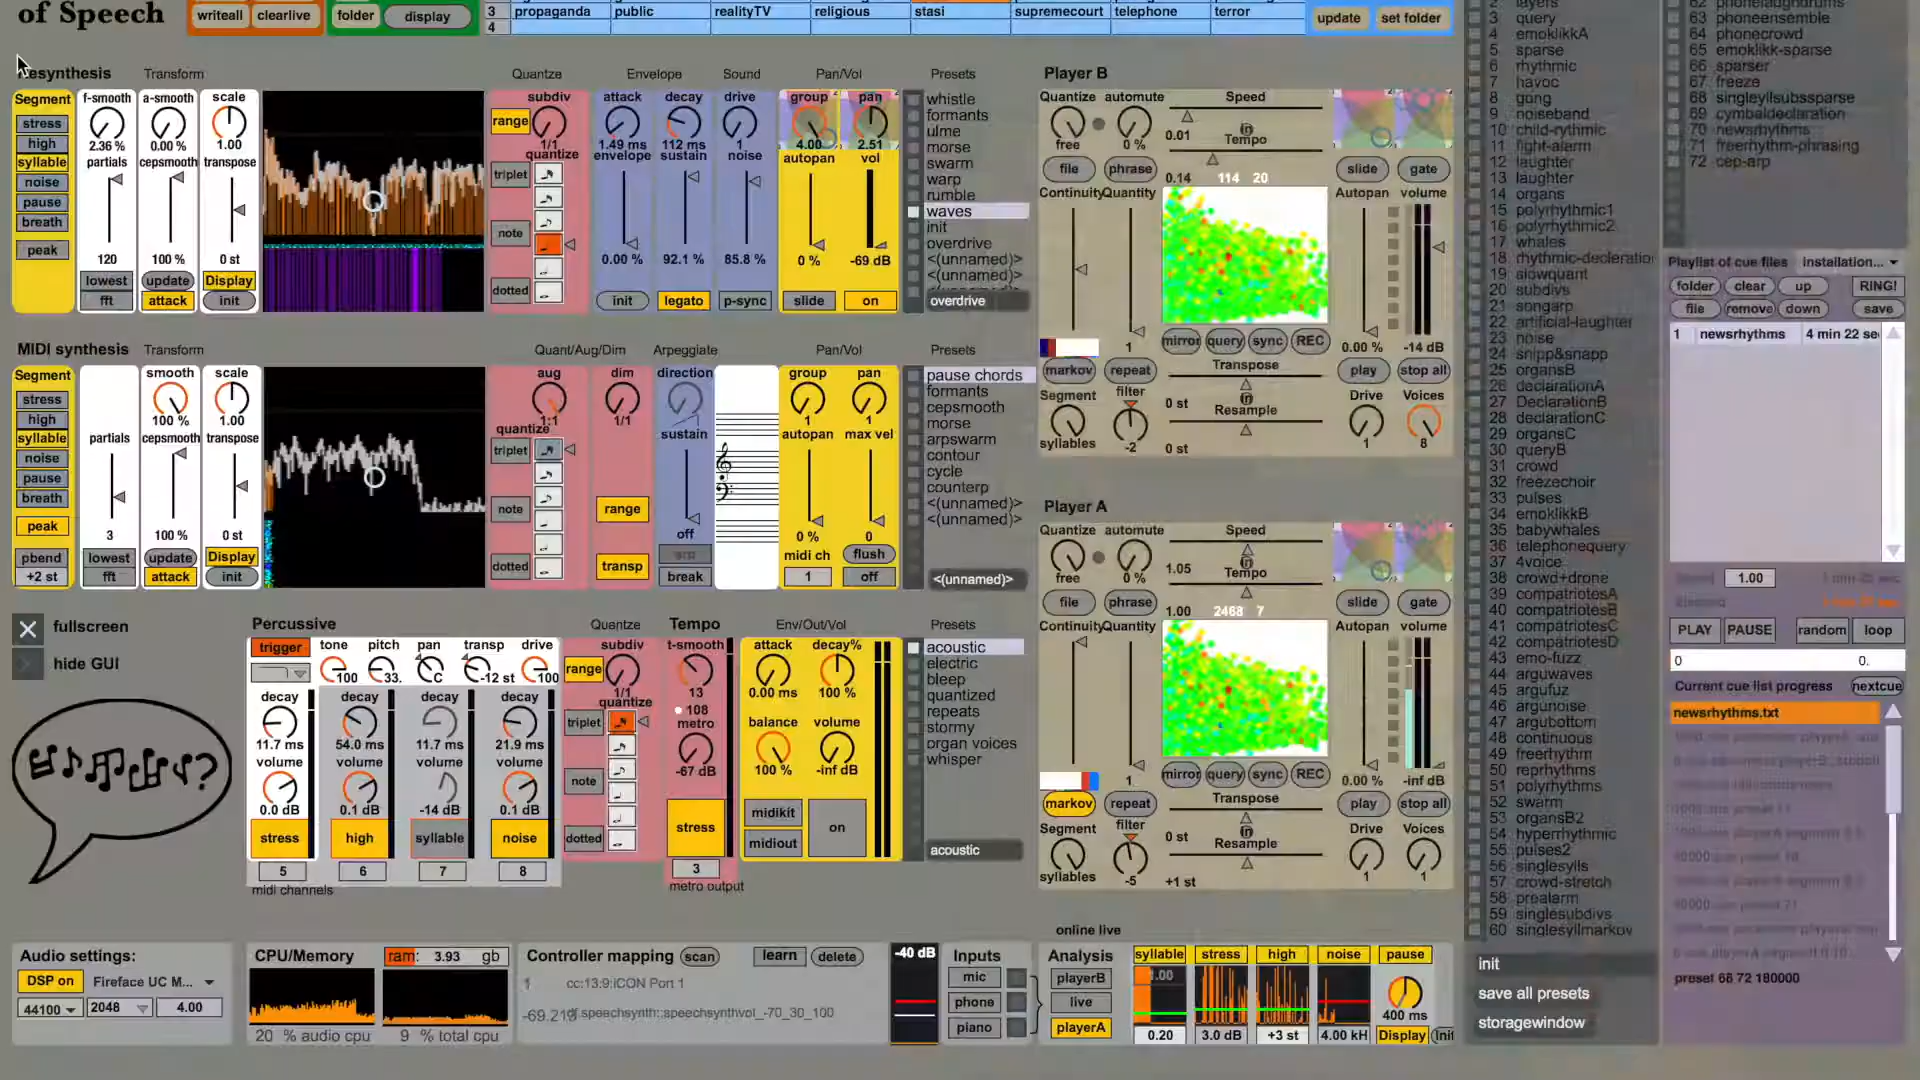 of Speech
writeall clearlive folder display
3 propaganda public realityTV religious stasi supremecourt telephone terror
4
update set folder
Resynthesis Transform Quantze Envelope Sound Pan/Vol Presets
Segment
stress
high
syllable
noise
pause
breath
peak
f-smooth a-smooth scale
2.36 % 0.00 % 1.00
partials cepsmooth transpose
120 100 % 0 st
lowest update Display
fft attack init
subdiv
range
1/1
quantize
triplet
note
dotted
attack decay drive
1.49 ms 112 ms 1
envelope sustain noise
0.00 % 92.1 % 85.8 %
init legato p-sync
group pan
4.00 2.51
autopan vol
0 % -69 dB
slide on
whistle
formants
ulme
morse
swarm
warp
rumble
waves
init
overdrive
<(unnamed)>
<(unnamed)>
overdrive
MIDI synthesis Transform Quant/Aug/Dim Arpeggiate Pan/Vol Presets
Segment
stress
high
syllable
noise
pause
breath
peak
pbend
+2 st
smooth scale
100 % 1.00
partials cepsmooth transpose
3 100 % 0 st
lowest update Display
fft attack init
aug dim
1:1 1/1
quantize
triplet
note
dotted
range
transp
direction
sustain
off
arp
break
group pan
1 1
autopan max vel
0 % 0
midi ch flush
1 off
pause chords
formants
cepsmooth
morse
arpswarm
contour
cycle
counterp
<(unnamed)>
<(unnamed)>
<(unnamed)>
fullscreen
hide GUI
Percussive Quantze Tempo Env/Out/Vol Presets
trigger tone pitch pan transp drive
100 33. C -12 st 100
decay decay decay decay
11.7 ms 54.0 ms 11.7 ms 21.9 ms
volume volume volume volume
0.0 dB 0.1 dB -14 dB 0.1 dB
stress high syllable noise
5 6 7 8
midi channels
subdiv
range
1/1
quantize
triplet
note
dotted
t-smooth
13
108
metro
-67 dB
stress
3
metro output
attack decay%
0.00 ms 100 %
balance volume
100 % -inf dB
midikit on
midiout
acoustic
electric
bleep
quantized
repeats
stormy
organ voices
whisper
acoustic
Player B
Quantize automute Speed
free 0 % 0.01
Tempo
file phrase slide gate
0.14 114 20
Continuity Quantity Autopan volume
1 0.00 % -14 dB
mirror query sync REC
markov repeat play stop all
Transpose
Segment filter 0 st Drive Voices
Resample
syllables -2 0 st 1 8
Player A
Quantize automute Speed
free 0 % 1.05
Tempo
file phrase slide gate
1.00 2468 7
Continuity Quantity Autopan volume
1 0.00 % -inf dB
mirror query sync REC
markov repeat play stop all
Transpose
Segment filter 0 st Drive Voices
Resample
syllables -5 +1 st 1 1
Audio settings:
DSP on Fireface UC M...
44100 2048 4.00
CPU/Memory ram: 3.93 gb
20 % audio cpu 9 % total cpu
Controller mapping scan learn delete
1 cc:13:9:iCON Port 1
-40 dB
Inputs
mic
phone
piano
online live
Analysis
playerB
live
playerA
syllable stress high noise pause
1.00
400 ms
0.20 3.0 dB +3 st 4.00 kH Display
2 layers
3 query
4 emoklikkA
5 sparse
6 rhythmic
7 havoc
8 gong
9 noiseband
10 child-rythmic
11 fight-alarm
12 laughter
13 laughter
14 organs
15 polyrhythmic1
16 polyrhythmic2
17 whales
18 rhythmic-decleratio
19 slowquant
20 subdivs
21 songarp
22 artificial-laughter
23 noise
24 snipp&snapp
25 organsB
26 declarationA
27 DeclarationB
28 declarationC
29 organsC
30 queryB
31 crowd
32 freezechoir
33 pulses
34 emoklikkB
35 babywhales
36 telephonequery
37 4voice
38 crowd+drone
39 compatriotesA
40 compatriotesB
41 compatriotesC
42 compatriotesD
43 emo-fuzz
44 arguwaves
45 argufuz
46 argunoise
47 argubottom
48 continuous
49 freerhythm
50 reprhythms
51 polyrhythms
52 swarm
53 organsB2
54 hyperrhythmic
55 pulses2
56 singlesylls
57 crowd-stretch
58 prealarm
59 singlesubdivs
60 singlesyllmarkov
init
save all presets
storagewindow
62 phonelaughdrums
63 phoneensemble
64 phonecrowd
65 emoklikk-sparse
66 sparser
67 freeze
68 singleyllsubssparse
69 cymbaldeclaration
70 newsrhythms
71 freerhythm-phrasing
72 cep-arp
Playlist of cue files installation...
folder clear up RING!
file remove down save
1 newsrhythms 4 min 22 se
1.00
PLAY PAUSE random loop
0 0.
Current cue list progress nextcue
newsrhythms.txt
preset 66 72 180000